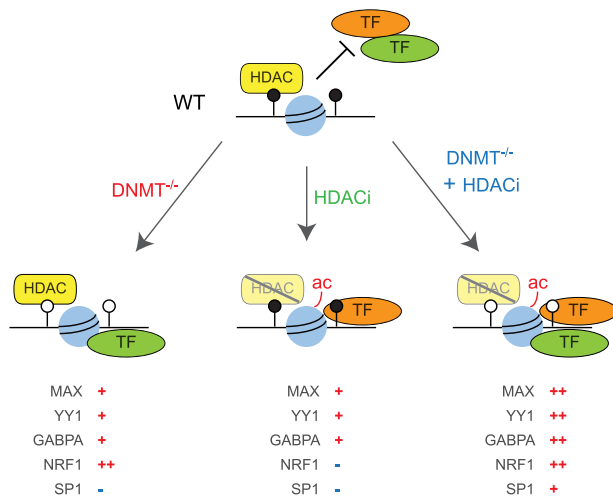 TF
TF
HDAC
WT
DNMT-/-
HDACi
DNMT-/-
+ HDACi
HDAC
TF
HDAC
ac
TF
HDAC
ac
TF
TF
MAX +
YY1 +
GABPA +
NRF1 ++
SP1 -
MAX +
YY1 +
GABPA +
NRF1 -
SP1 -
MAX ++
YY1 ++
GABPA ++
NRF1 ++
SP1 +